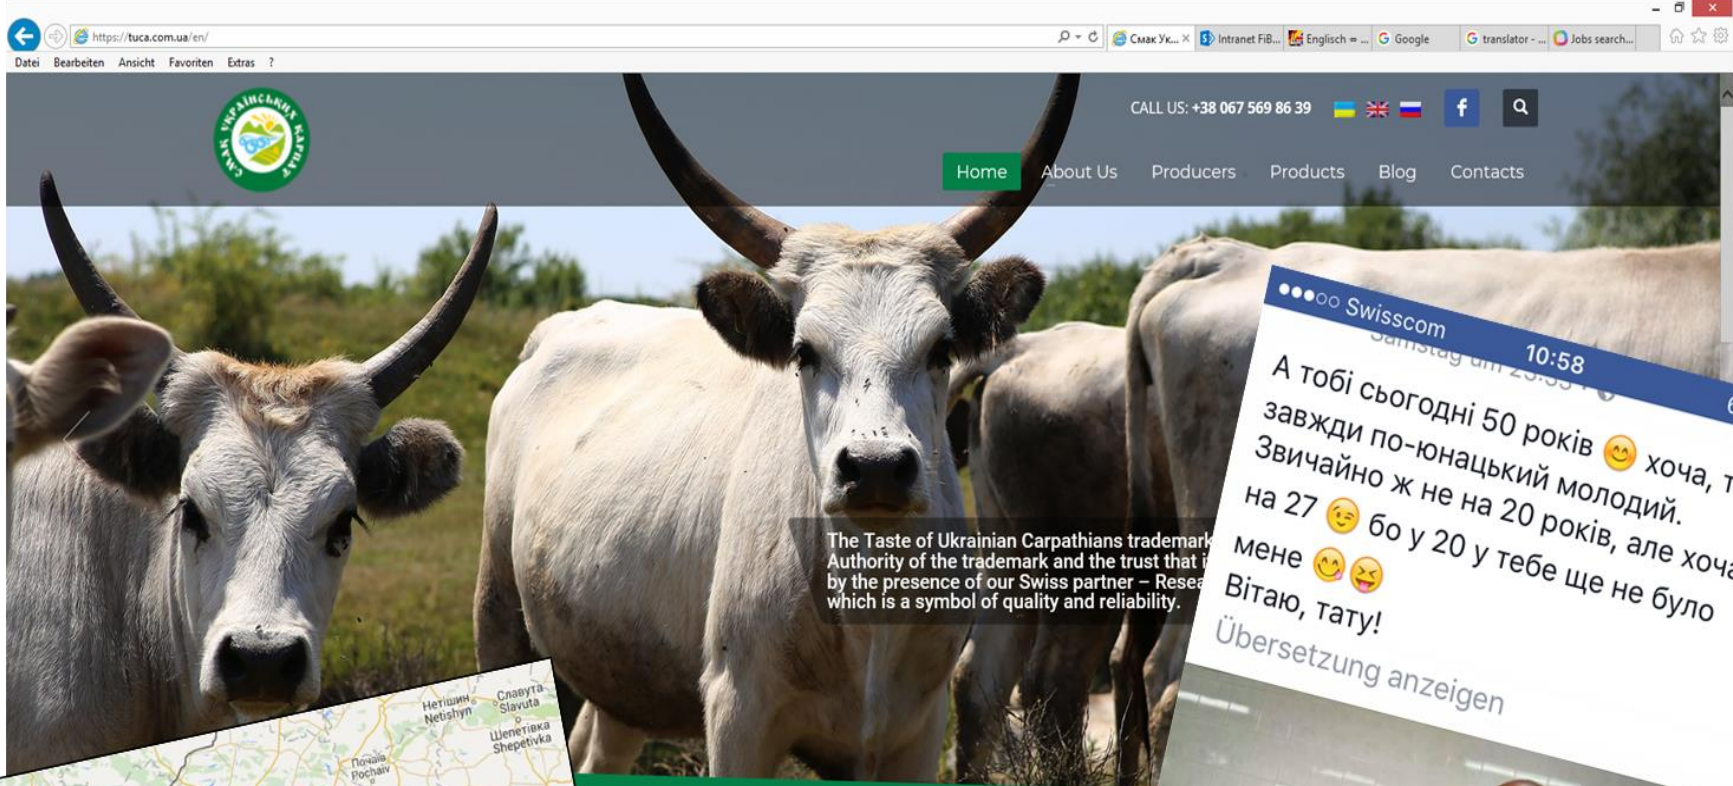 https://tuca.com.ua/en/
Смак Ук...
Intranet FiB...
Englisch ∞ ...
Google
translator - ...
Jobs search...
Datei Bearbeiten Ansicht Favoriten Extras ?
СМАК УКРАЇНСЬКИХ КАРПАТ
CALL US: +38 067 569 86 39
Home About Us Producers Products Blog Contacts
The Taste of Ukrainian Carpathians trademark
Authority of the trademark and the trust that i
by the presence of our Swiss partner – Resea
which is a symbol of quality and reliability.
Swisscom 10:58
Samstag um
А тобі сьогодні 50 років 😊 хоча, т
завжди по-юнацький молодий.
Звичайно ж не на 20 років, але хоча
на 27 😉 бо у 20 у тебе ще не було
мене 😋😝
Вітаю, тату!
Übersetzung anzeigen
Нетішин
Netishyn
Славута
Slavuta
Шепетівка
Shepetivka
Почаїв
Pochaiv